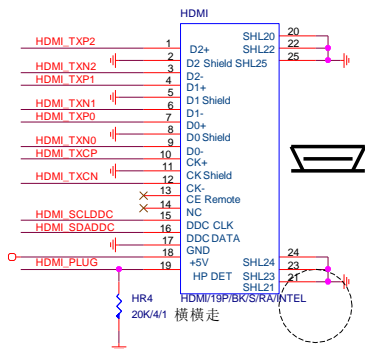 HDMI
HDMI_TXP2 1 D2+ SHL20 20
2 D2 Shield SHL22 22
HDMI_TXN2 3 D2- SHL25 25
HDMI_TXP1 4 D1+
5 D1 Shield
HDMI_TXN1 6 D1-
HDMI_TXP0 7 D0+
8 D0 Shield
HDMI_TXN0 9 D0-
HDMI_TXCP 10 CK+
11 CK Shield
HDMI_TXCN 12 CK-
13 CE Remote
14 NC
HDMI_SCLDDC 15 DDC CLK
HDMI_SDADDC 16 DDC DATA
17 GND
18 +5V SHL24 24
HDMI_PLUG 19 HP DET SHL23 23
SHL21 21
HDMI/19P/BK/S/RA/INTEL
HR4
20K/4/1 橫橫走